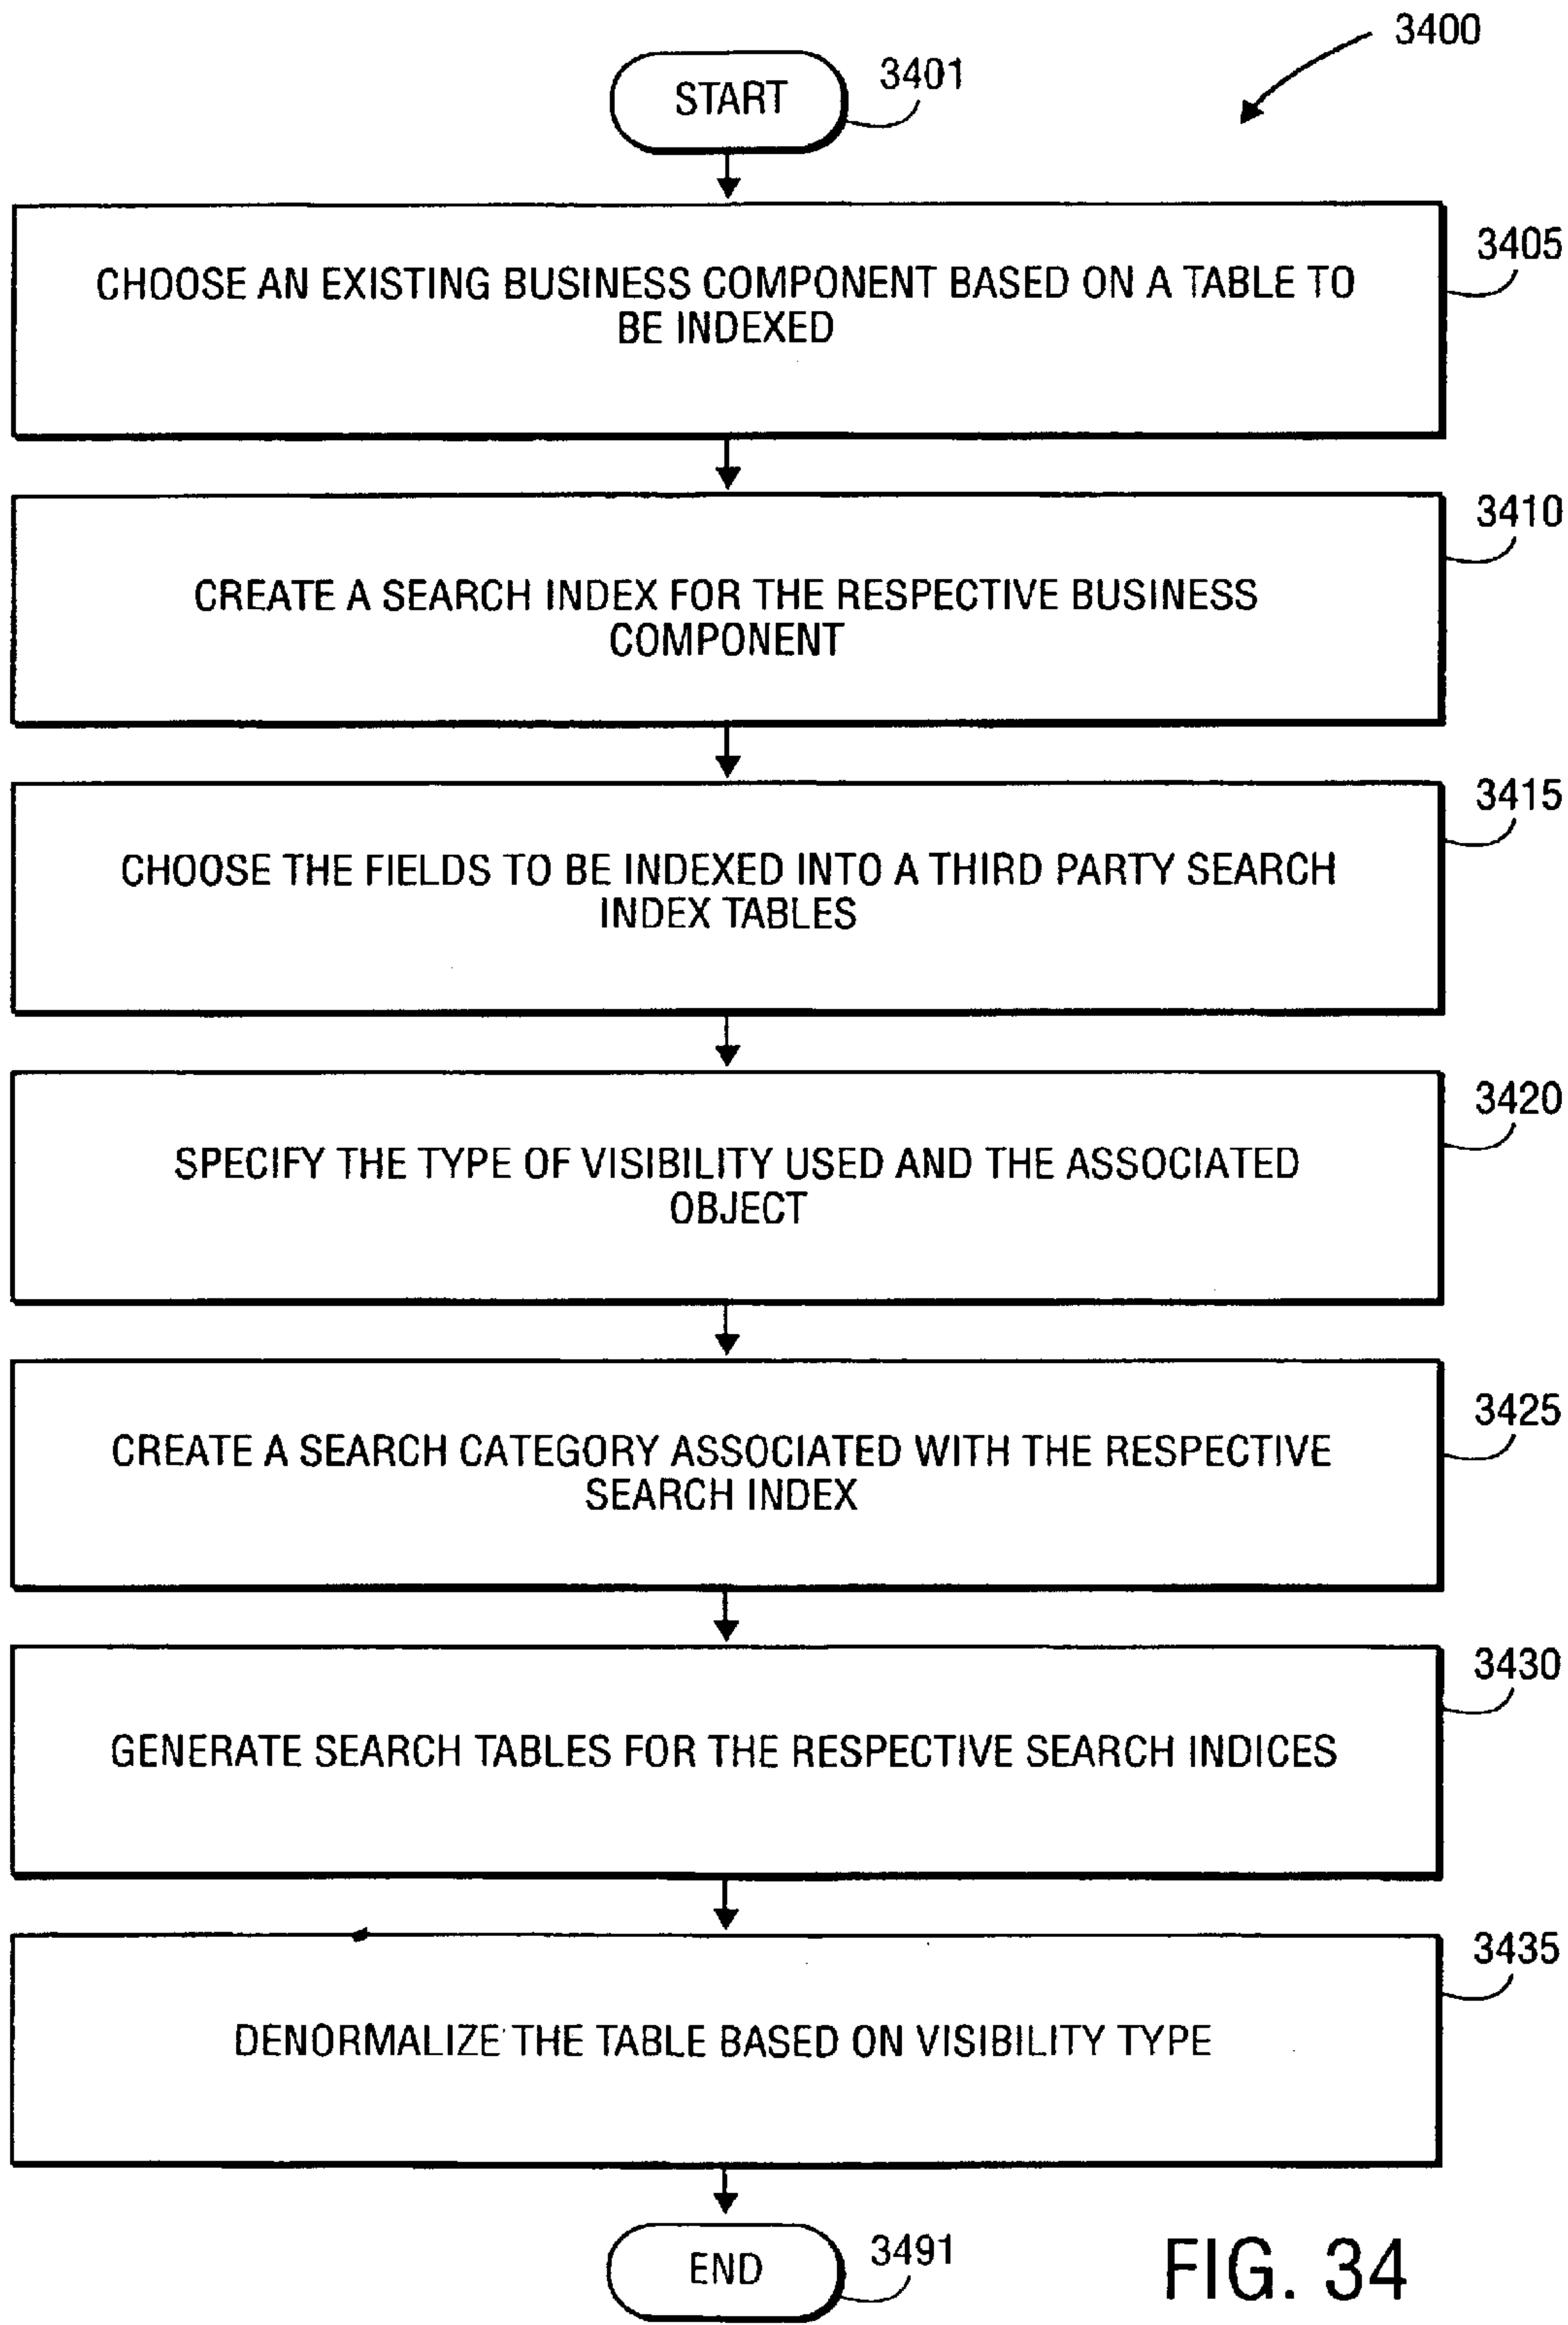 3400
START
3401
3405
CHOOSE AN EXISTING BUSINESS COMPONENT BASED ON A TABLE TO
BE INDEXED
3410
CREATE A SEARCH INDEX FOR THE RESPECTIVE BUSINESS
COMPONENT
3415
CHOOSE THE FIELDS TO BE INDEXED INTO A THIRD PARTY SEARCH
INDEX TABLES
3420
SPECIFY THE TYPE OF VISIBILITY USED AND THE ASSOCIATED
OBJECT
3425
CREATE A SEARCH CATEGORY ASSOCIATED WITH THE RESPECTIVE
SEARCH INDEX
3430
GENERATE SEARCH TABLES FOR THE RESPECTIVE SEARCH INDICES
3435
DENORMALIZE THE TABLE BASED ON VISIBILITY TYPE
END
3491
FIG. 34